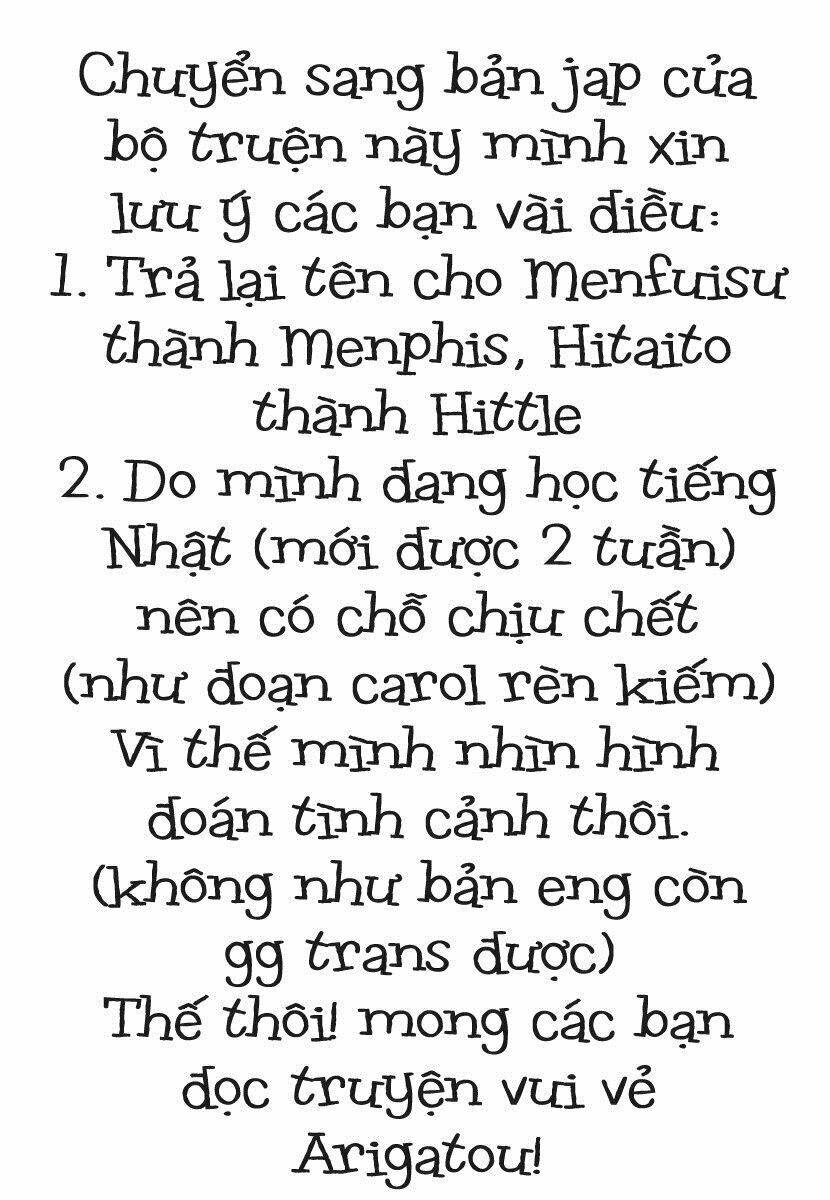 Chuyển sang bản jap của
bộ truện này mình xin
lưu ý các bạn vài điều:
1. Trả lại tên cho Menfuisư
thành Menphis, Hitaito
thành Hittle
2. Do mình đang học tiếng
Nhật (mới được 2 tuần)
nên có chỗ chịu chết
(như đoạn carol rèn kiếm)
Vì thế mình nhìn hình
đoán tình cảnh thôi.
(không như bản eng còn
gg trans được)
Thế thôi! mong các bạn
đọc truyện vui vẻ
Arigatou!